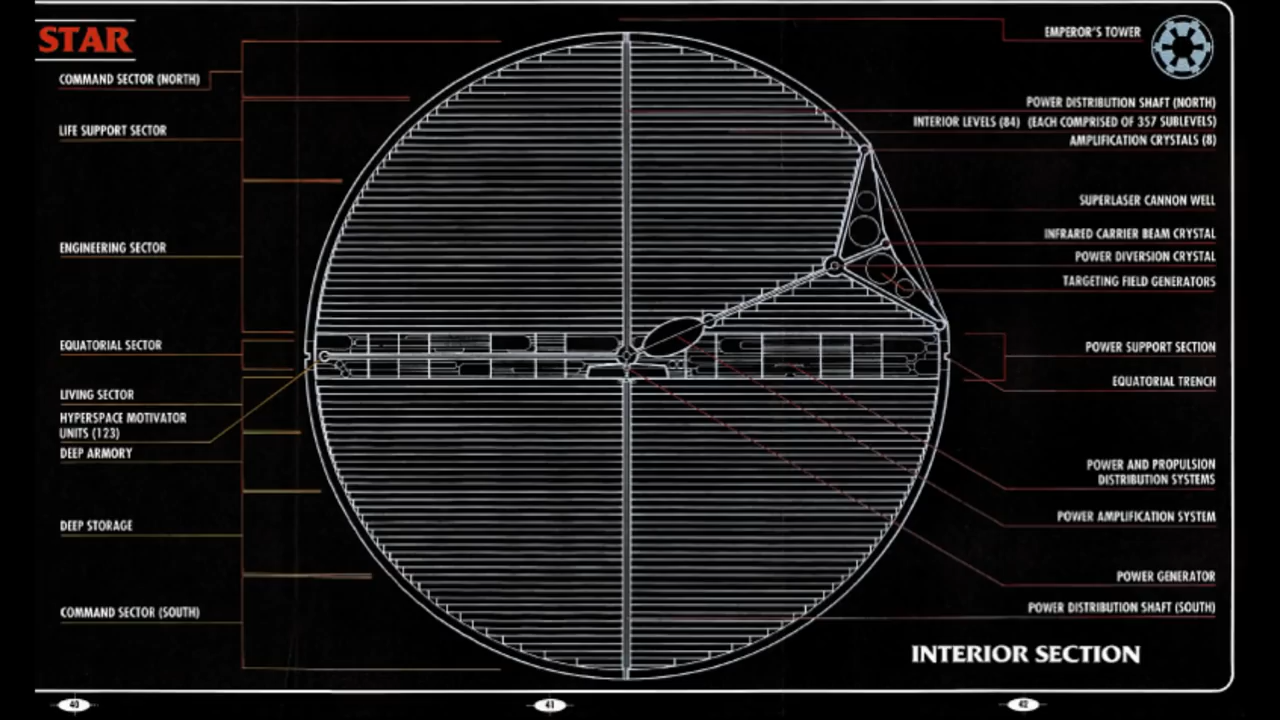 STAR
COMMAND SECTOR (NORTH)
LIFE SUPPORT SECTOR
ENGINEERING SECTOR
EQUATORIAL SECTOR
LIVING SECTOR
HYPERSPACE MOTIVATOR
UNITS (123)
DEEP ARMORY
DEEP STORAGE
COMMAND SECTOR (SOUTH)
EMPEROR'S TOWER
POWER DISTRIBUTION SHAFT (NORTH)
INTERIOR LEVELS (84) (EACH COMPRISED OF 357 SUBLEVELS)
AMPLIFICATION CRYSTALS (8)
SUPERLASER CANNON WELL
INFRARED CARRIER BEAM CRYSTAL
POWER DIVERSION CRYSTAL
TARGETING FIELD GENERATORS
POWER SUPPORT SECTION
EQUATORIAL TRENCH
POWER AND PROPULSION
DISTRIBUTION SYSTEMS
POWER AMPLIFICATION SYSTEM
POWER GENERATOR
POWER DISTRIBUTION SHAFT (SOUTH)
INTERIOR SECTION
40
41
42